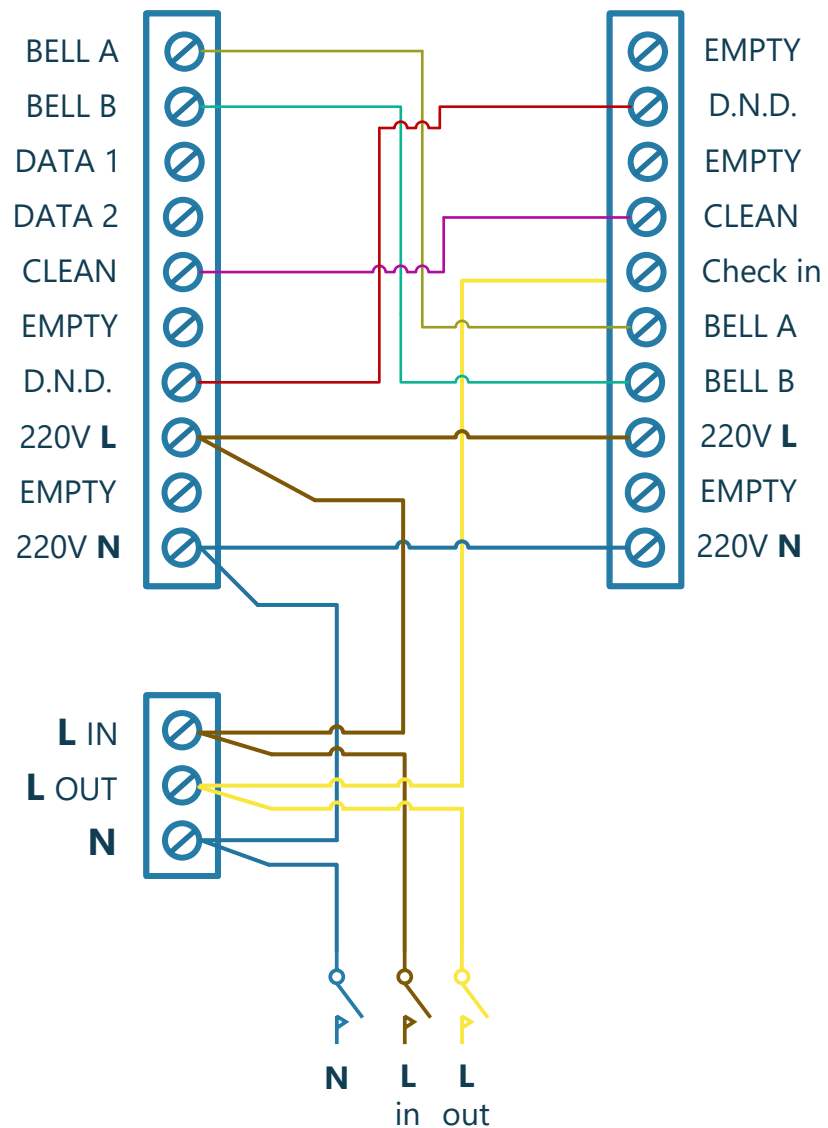 BELL A
BELL B
DATA 1
DATA 2
CLEAN
EMPTY
D.N.D.
220V L
EMPTY
220V N
EMPTY
D.N.D.
EMPTY
CLEAN
Check in
BELL A
BELL B
220V L
EMPTY
220V N
L IN
L OUT
N
N
L
in
L
out